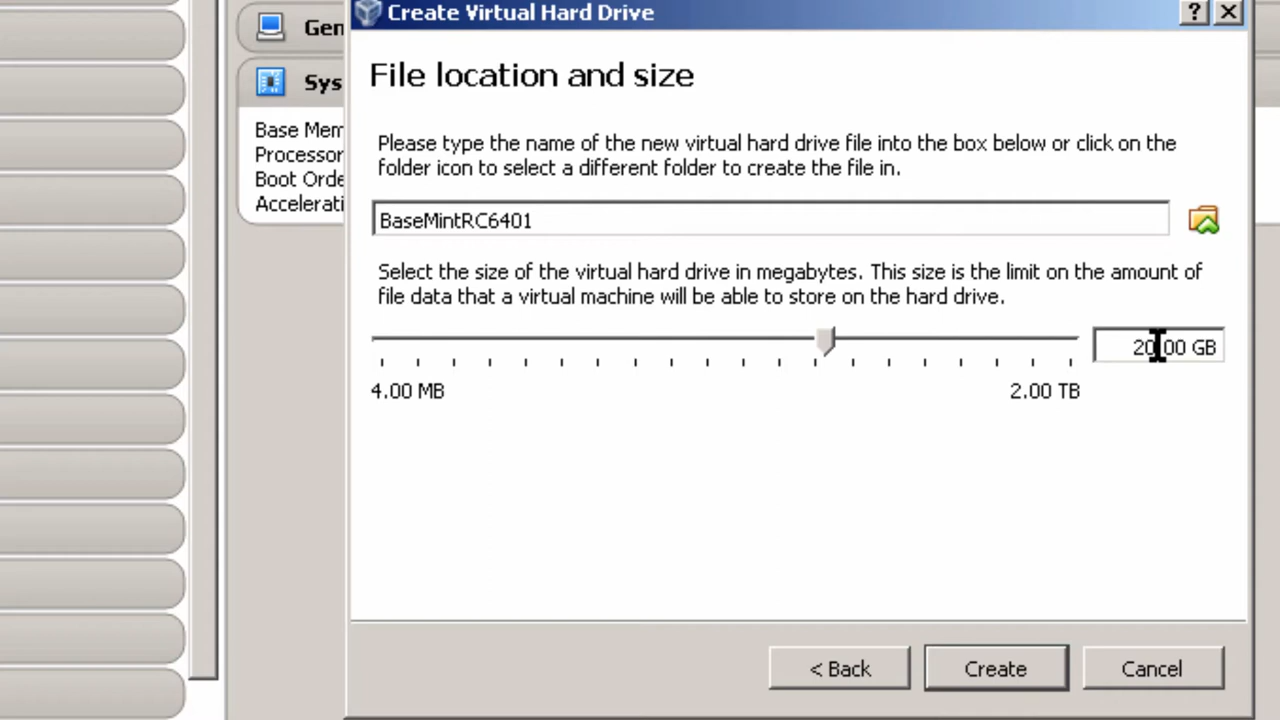 Create Virtual Hard Drive
?
Gen
Sys
Base Mem
Processor
Boot Orde
Accelerati
File location and size
Please type the name of the new virtual hard drive file into the box below or click on the
folder icon to select a different folder to create the file in.
BaseMintRC6401
Select the size of the virtual hard drive in megabytes. This size is the limit on the amount of
file data that a virtual machine will be able to store on the hard drive.
20.00 GB
4.00 MB
2.00 TB
< Back
Create
Cancel